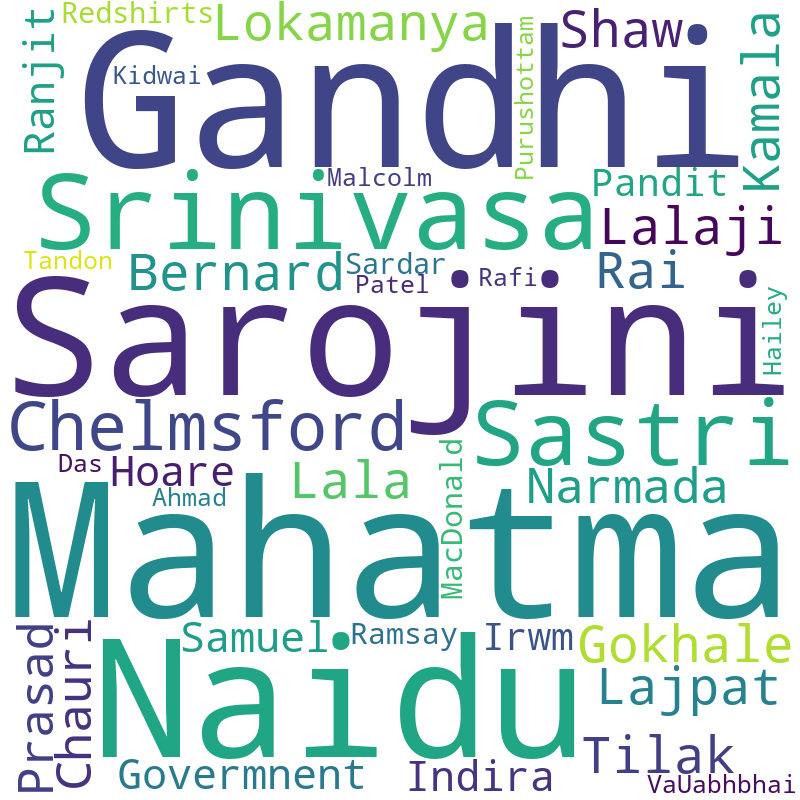 Redshirts
Lokamanya
Shaw
Ranjit
Kidwai
Gandhi
Purushottam
Kamala
Srinivasa
Malcolm
Pandit
Lalaji
Tandon
Bernard
Sardar
Patel
Rafi
Rai
Sarojini
Hailey
Chelmsford
Sastri
Das
Hoare
Lala
MacDonald
Narmada
Ahmad
Mahatma
Prasad
Chauri
Naidu
Samuel
Ramsay
Irwm
Gokhale
Lajpat
Tilak
Govermnent
Indira
VaUabhbhai